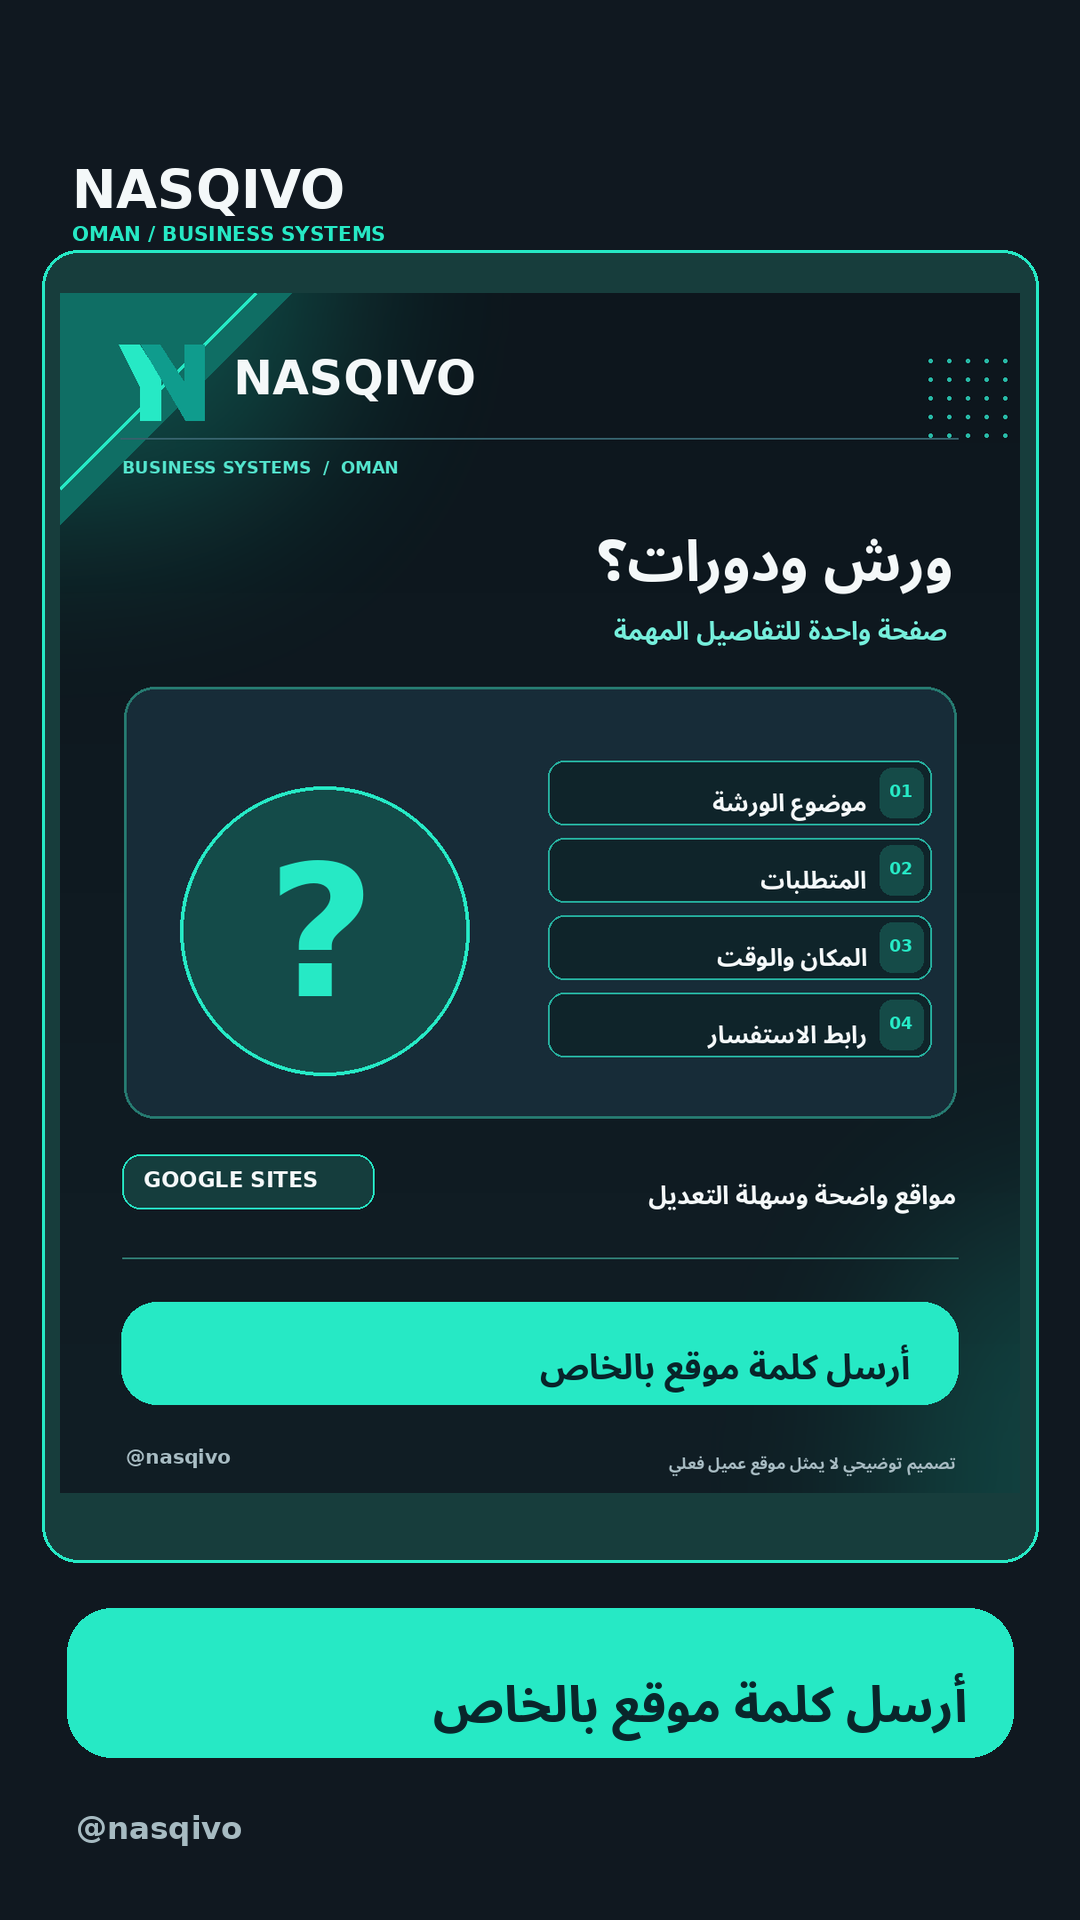 NASQIVO
OMAN / BUSINESS SYSTEMS
NASQIVO
BUSINESS SYSTEMS / OMAN
ورش ودورات؟
صفحة واحدة للتفاصيل المهمة
?
01 موضوع الورشة
02 المتطلبات
03 المكان والوقت
04 رابط الاستفسار
GOOGLE SITES
مواقع واضحة وسهلة التعديل
أرسل كلمة موقع بالخاص
@nasqivo
تصميم توضيحي لا يمثل موقع عميل فعلي
أرسل كلمة موقع بالخاص
@nasqivo